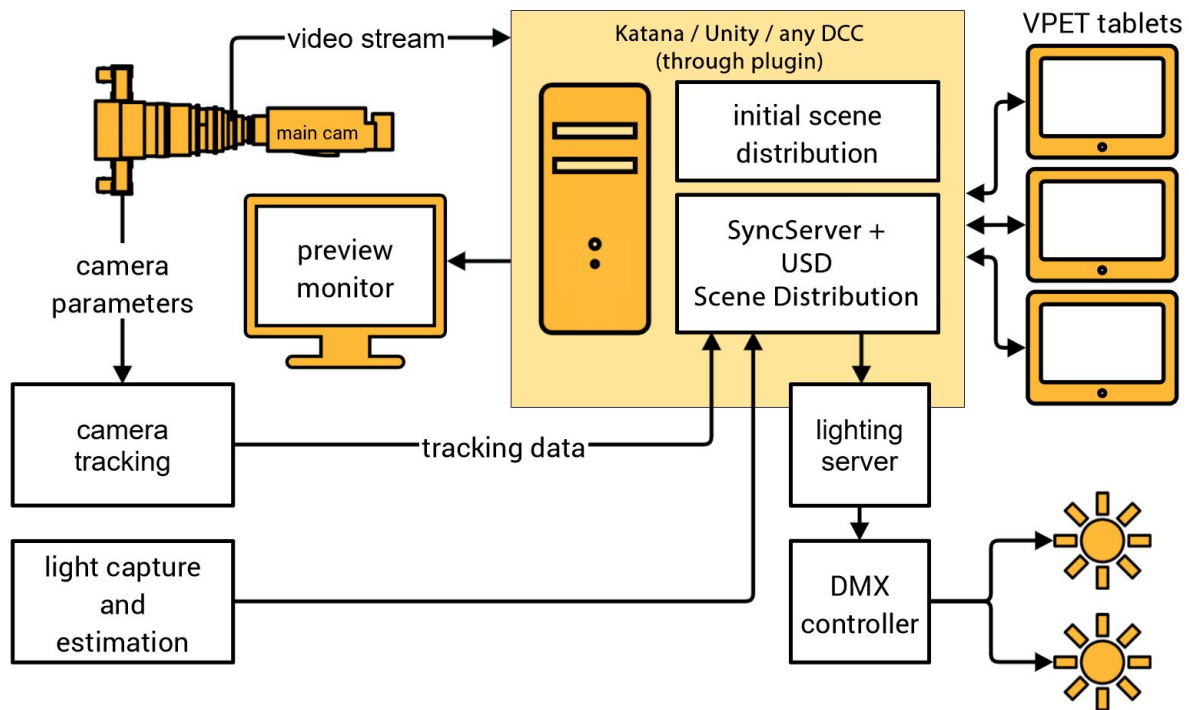 video stream
Katana / Unity / any DCC
(through plugin)
VPET tablets
main cam
initial scene
distribution
preview
monitor
SyncServer +
USD
Scene Distribution
camera
parameters
camera
tracking
tracking data
lighting
server
light capture
and
estimation
DMX
controller